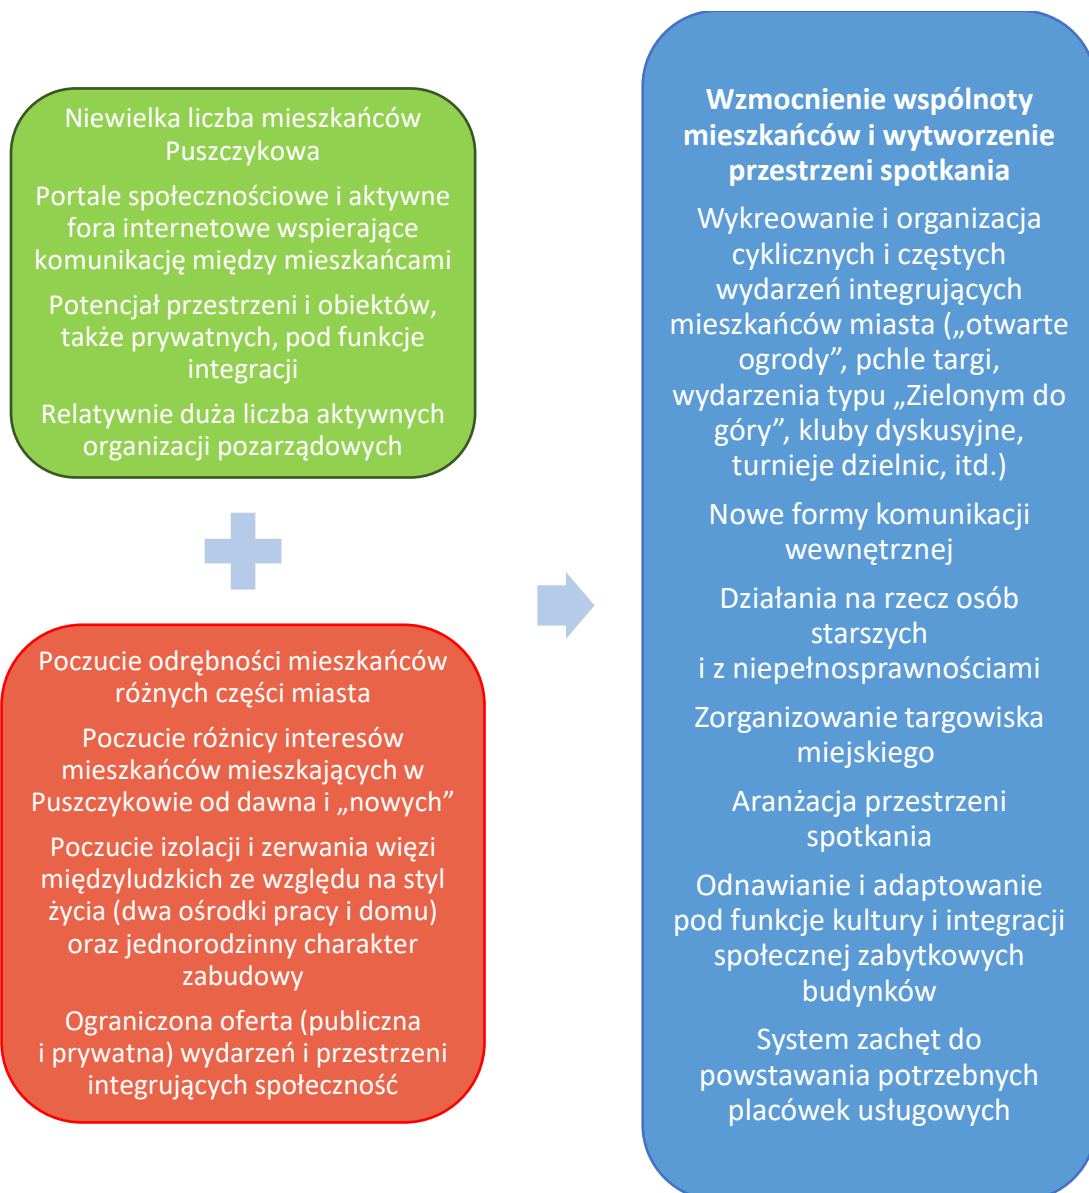 Niewielka liczba mieszkańców
Puszczykowa
Portale społecznościowe i aktywne
fora internetowe wspierające
komunikację między mieszkańcami
Potencjał przestrzeni i obiektów,
także prywatnych, pod funkcje
integracji
Relatywnie duża liczba aktywnych
organizacji pozarządowych
Poczucie odrębności mieszkańców
różnych części miasta
Poczucie różnicy interesów
mieszkańców mieszkających w
Puszczykowie od dawna i „nowych”
Poczucie izolacji i zerwania więzi
międzyludzkich ze względu na styl
życia (dwa ośrodki pracy i domu)
oraz jednorodzinny charakter
zabudowy
Ograniczona oferta (publiczna
i prywatna) wydarzeń i przestrzeni
integrujących społeczność
Wzmocnienie wspólnoty
mieszkańców i wytworzenie
przestrzeni spotkania
Wykreowanie i organizacja
cyklicznych i częstych
wydarzeń integrujących
mieszkańców miasta („otwarte
ogrody”, pchle targi,
wydarzenia typu „Zielonym do
góry”, kluby dyskusyjne,
turnieje dzielnic, itd.)
Nowe formy komunikacji
wewnętrznej
Działania na rzecz osób
starszych
i z niepełnosprawnościami
Zorganizowanie targowiska
miejskiego
Aranżacja przestrzeni
spotkania
Odnawianie i adaptowanie
pod funkcje kultury i integracji
społecznej zabytkowych
budynków
System zachęt do
powstawania potrzebnych
placówek usługowych